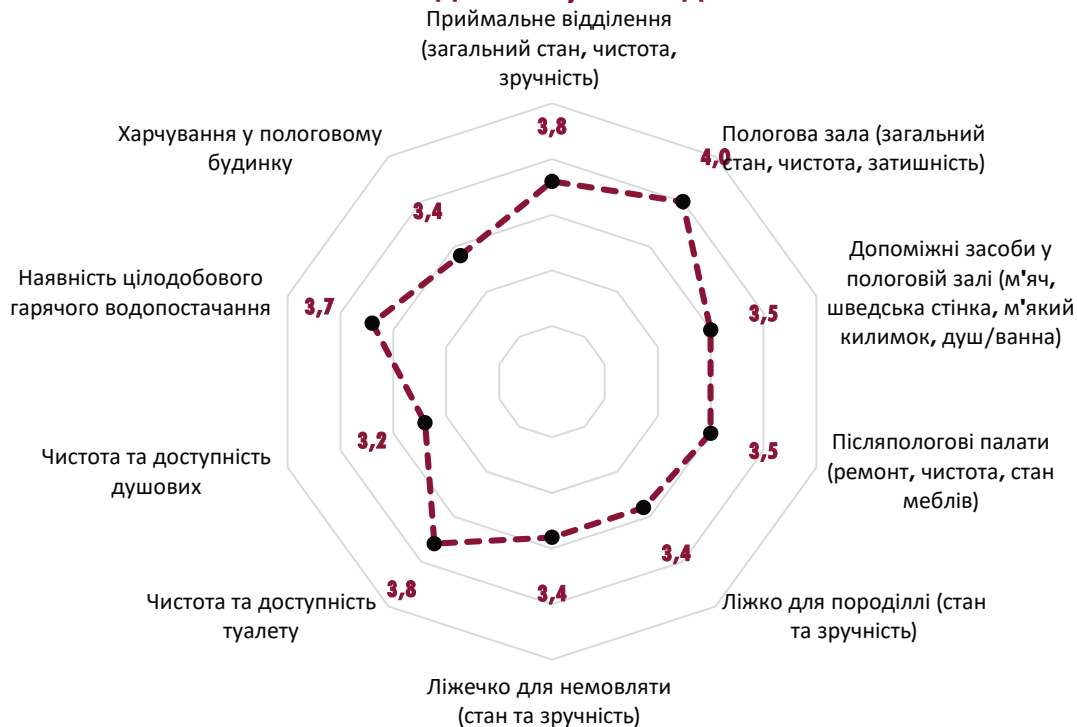 Приймальне відділення
(загальний стан, чистота,
зручність)
3,8
Пологова зала (загальний
стан, чистота, затишність)
4,0
Допоміжні засоби у
пологовій залі (м'яч,
шведська стінка, м'який
килимок, душ/ванна)
3,5
Післяпологові палати
(ремонт, чистота, стан
меблів)
3,5
Ліжко для породіллі (стан
та зручність)
3,4
Ліжечко для немовляти
(стан та зручність)
3,4
Чистота та доступність
туалету
3,8
Чистота та доступність
душових
3,2
Наявність цілодобового
гарячого водопостачання
3,7
Харчування у пологовому
будинку
3,4